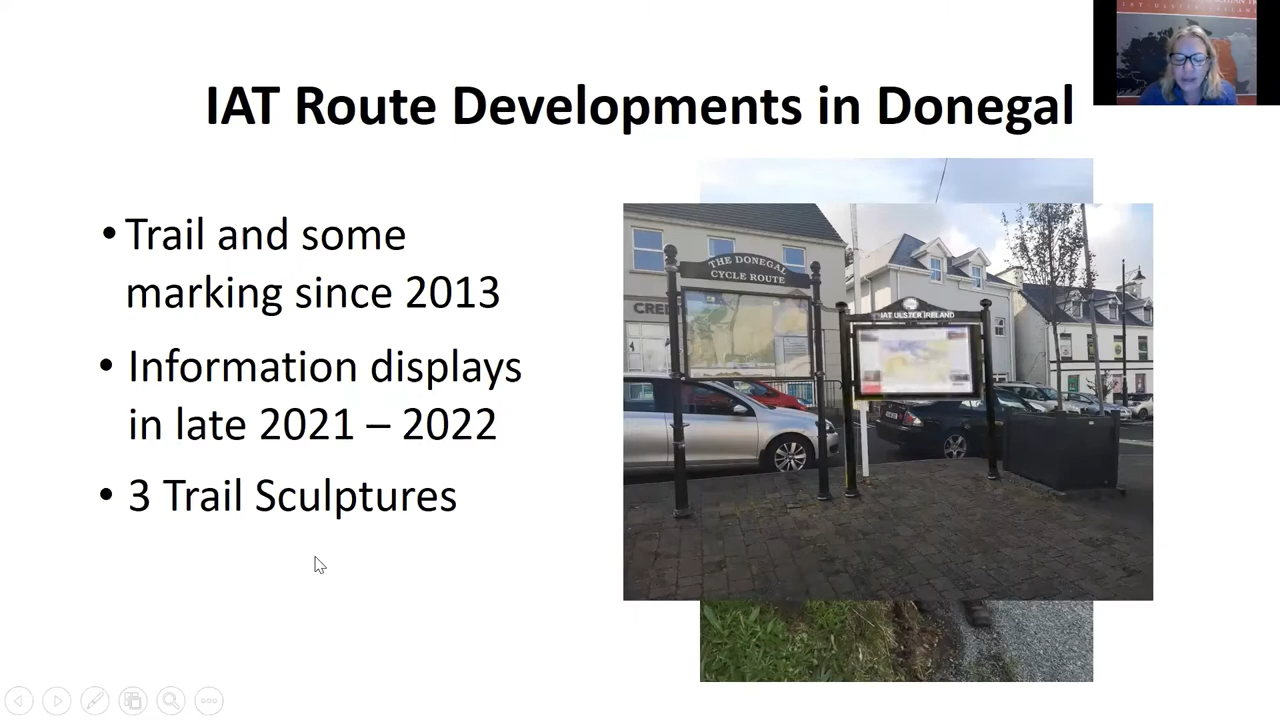 IAT Route Developments in Donegal
• Trail and some
marking since 2013
• Information displays
in late 2021 – 2022
• 3 Trail Sculptures
THE DONEGAL
CYCLE ROUTE
CRED
IAT ULSTER IRELAND